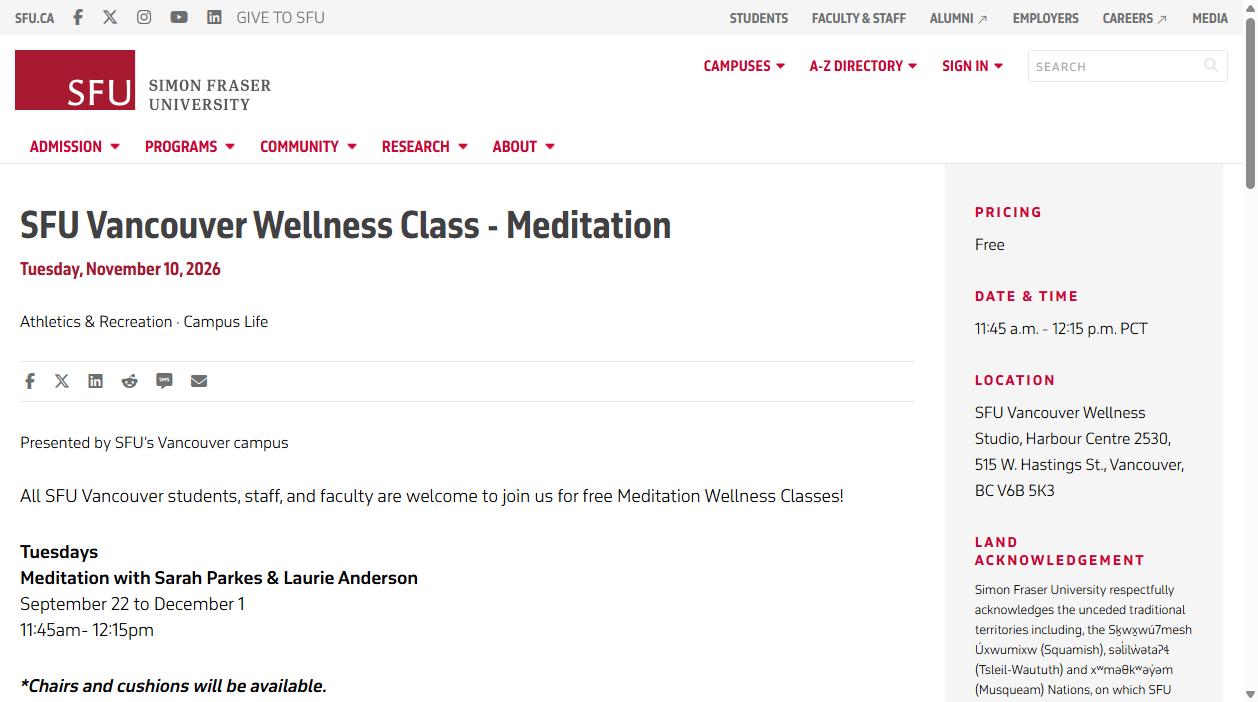 SFU.CA GIVE TO SFU STUDENTS FACULTY & STAFF ALUMNI EMPLOYERS CAREERS MEDIA
SFU SIMON FRASER UNIVERSITY
CAMPUSES A-Z DIRECTORY SIGN IN SEARCH
ADMISSION PROGRAMS COMMUNITY RESEARCH ABOUT
SFU Vancouver Wellness Class - Meditation
Tuesday, November 10, 2026
Athletics & Recreation · Campus Life
SMS
Presented by SFU's Vancouver campus
All SFU Vancouver students, staff, and faculty are welcome to join us for free Meditation Wellness Classes!
Tuesdays
Meditation with Sarah Parkes & Laurie Anderson
September 22 to December 1
11:45am- 12:15pm
*Chairs and cushions will be available.
PRICING
Free
DATE & TIME
11:45 a.m. - 12:15 p.m. PCT
LOCATION
SFU Vancouver Wellness
Studio, Harbour Centre 2530,
515 W. Hastings St., Vancouver,
BC V6B 5K3
LAND
ACKNOWLEDGEMENT
Simon Fraser University respectfully
acknowledges the unceded traditional
territories including, the Sḵwx̱wú7mesh
Úxwumixw (Squamish), səl̓ilw̓ətaʔɬ
(Tsleil-Waututh) and xʷməθkʷəy̓əm
(Musqueam) Nations, on which SFU